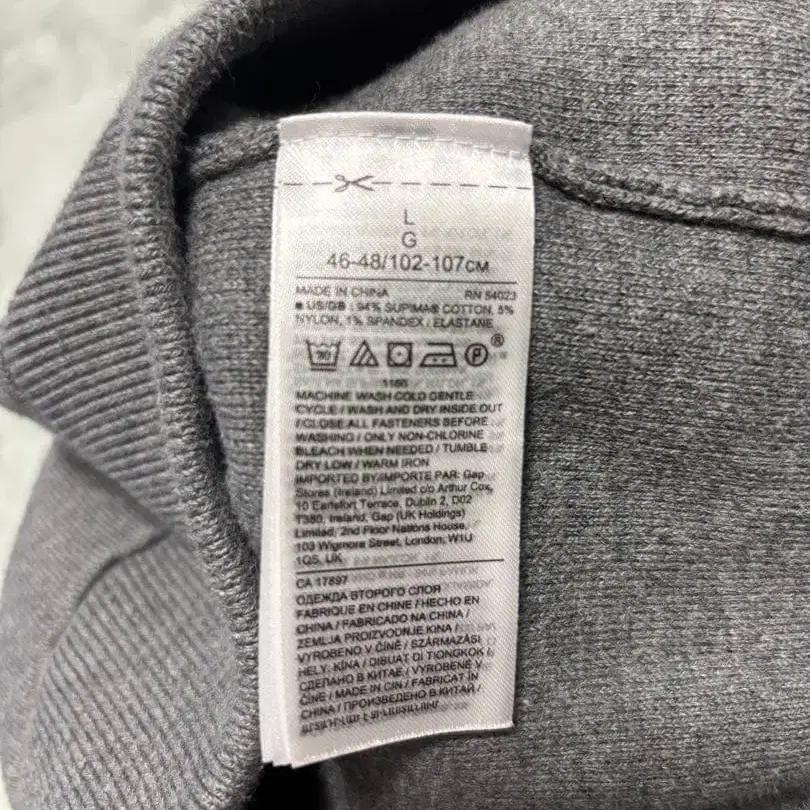 L
G
46-48/102-107CM
MADE IN CHINA RN 54023
■ US/GB : 94% SUPIMA® COTTON, 5%
NYLON, 1% SPANDEX / ELASTANE
30 P ®
MACHINE WASH COLD GENTLE
CYCLE / WASH AND DRY INSIDE OUT
/ CLOSE ALL FASTENERS BEFORE
WASHING / ONLY NON-CHLORINE
BLEACH WHEN NEEDED / TUMBLE
DRY LOW / WARM IRON
IMPORTED BY/IMPORTE PAR: Gap
Stores (Ireland) Limited c/o Arthur Cox,
10 Earlsfort Terrace, Dublin 2, D02
T380, Ireland, Gap (UK Holdings)
Limited, 2nd Floor Nations House,
103 Wigmore Street, London, W1U
1QS, UK
CA 17897
ОДЕЖДА ВТОРОГО СЛОЯ
FABRIQUE EN CHINE / HECHO EN
CHINA / FABRICADO NA CHINA /
ZEMLJA PROIZVODNJE KINA /
VYROBENO V ČÍNĚ / SZÁRMAZÁSI
HELY: KÍNA / DIBUAT DI TIONGKOK /
СДЕЛАНО В КИТАЕ / VYROBENÉ V
ČÍNE / MADE IN CIN / FABRICAT ÎN
CHINA / ПРОИЗВЕДЕНО В КИТАЙ /